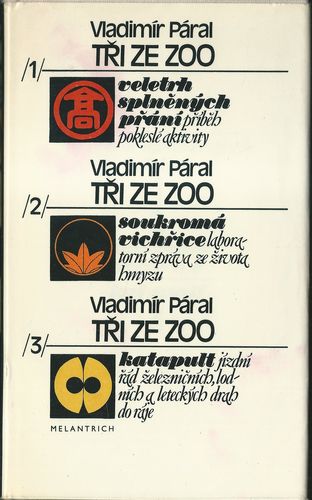 Vladimír Páral
TŘI ZE ZOO
/1/
高
veletrh
splněných
přání příběh
pokleslé aktivity
Vladimír Páral
TŘI ZE ZOO
/2/
soukromá
vichřice labora-
torní zpráva ze života
hmyzu
Vladimír Páral
TŘI ZE ZOO
/3/
katapult jízdní
řád železničních, lod-
ních a leteckých drah
do ráje
MELANTRICH